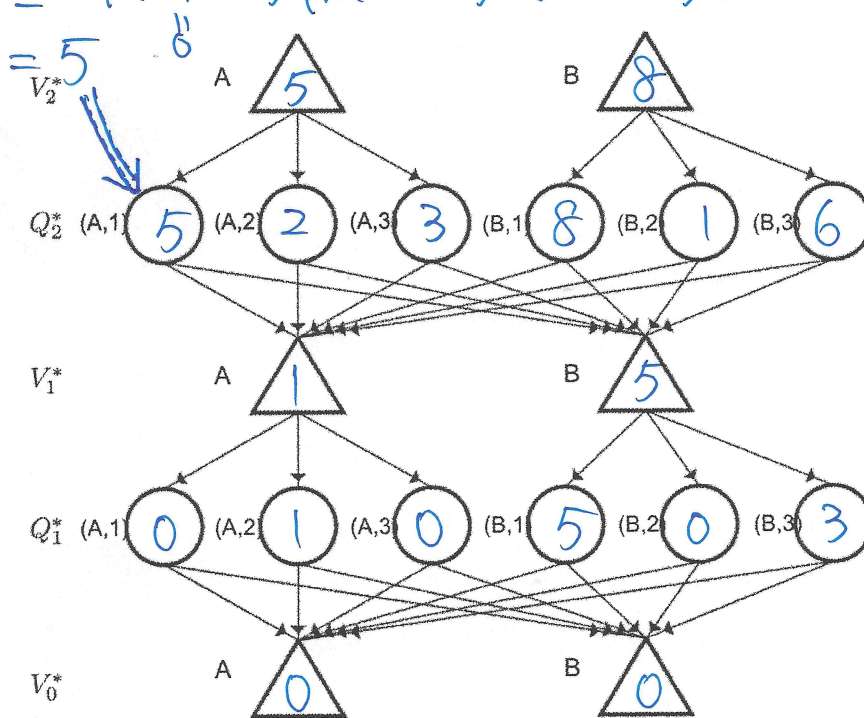 = 5 0
V₂* A 5 B 8
Q₂* (A,1) 5 (A,2) 2 (A,3) 3 (B,1) 8 (B,2) 1 (B,3) 6
V₁* A 1 B 5
Q₁* (A,1) 0 (A,2) 1 (A,3) 0 (B,1) 5 (B,2) 0 (B,3) 3
V₀* A 0 B 0